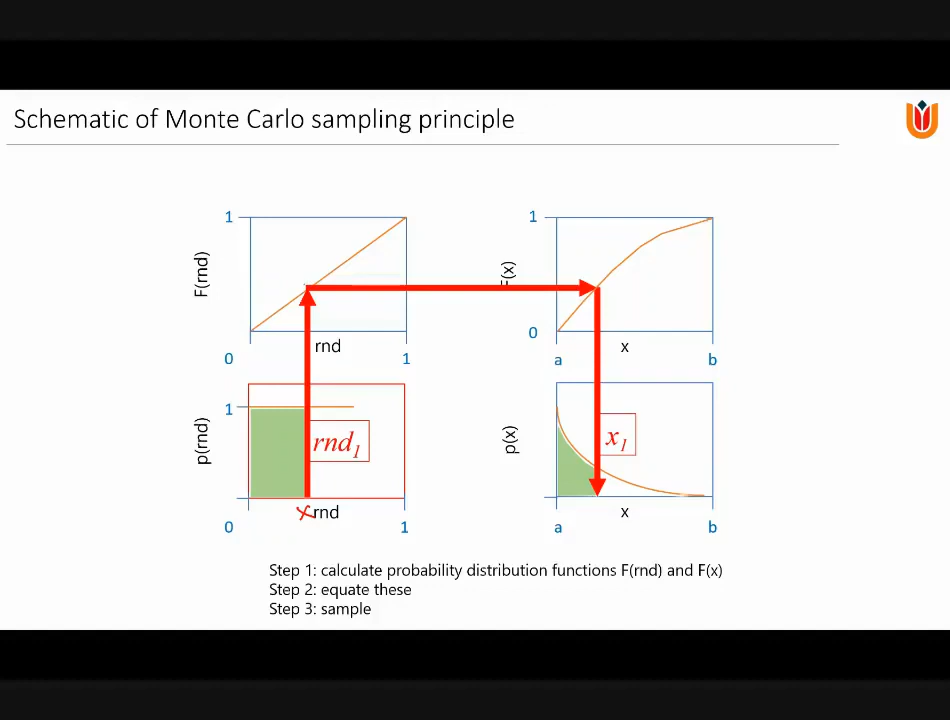 Schematic of Monte Carlo sampling principle
1
F(rnd)
0
rnd
1
1
F(x)
0
a
x
b
1
p(rnd)
rnd1
0
rnd
1
p(x)
x1
a
x
b
Step 1: calculate probability distribution functions F(rnd) and F(x)
Step 2: equate these
Step 3: sample